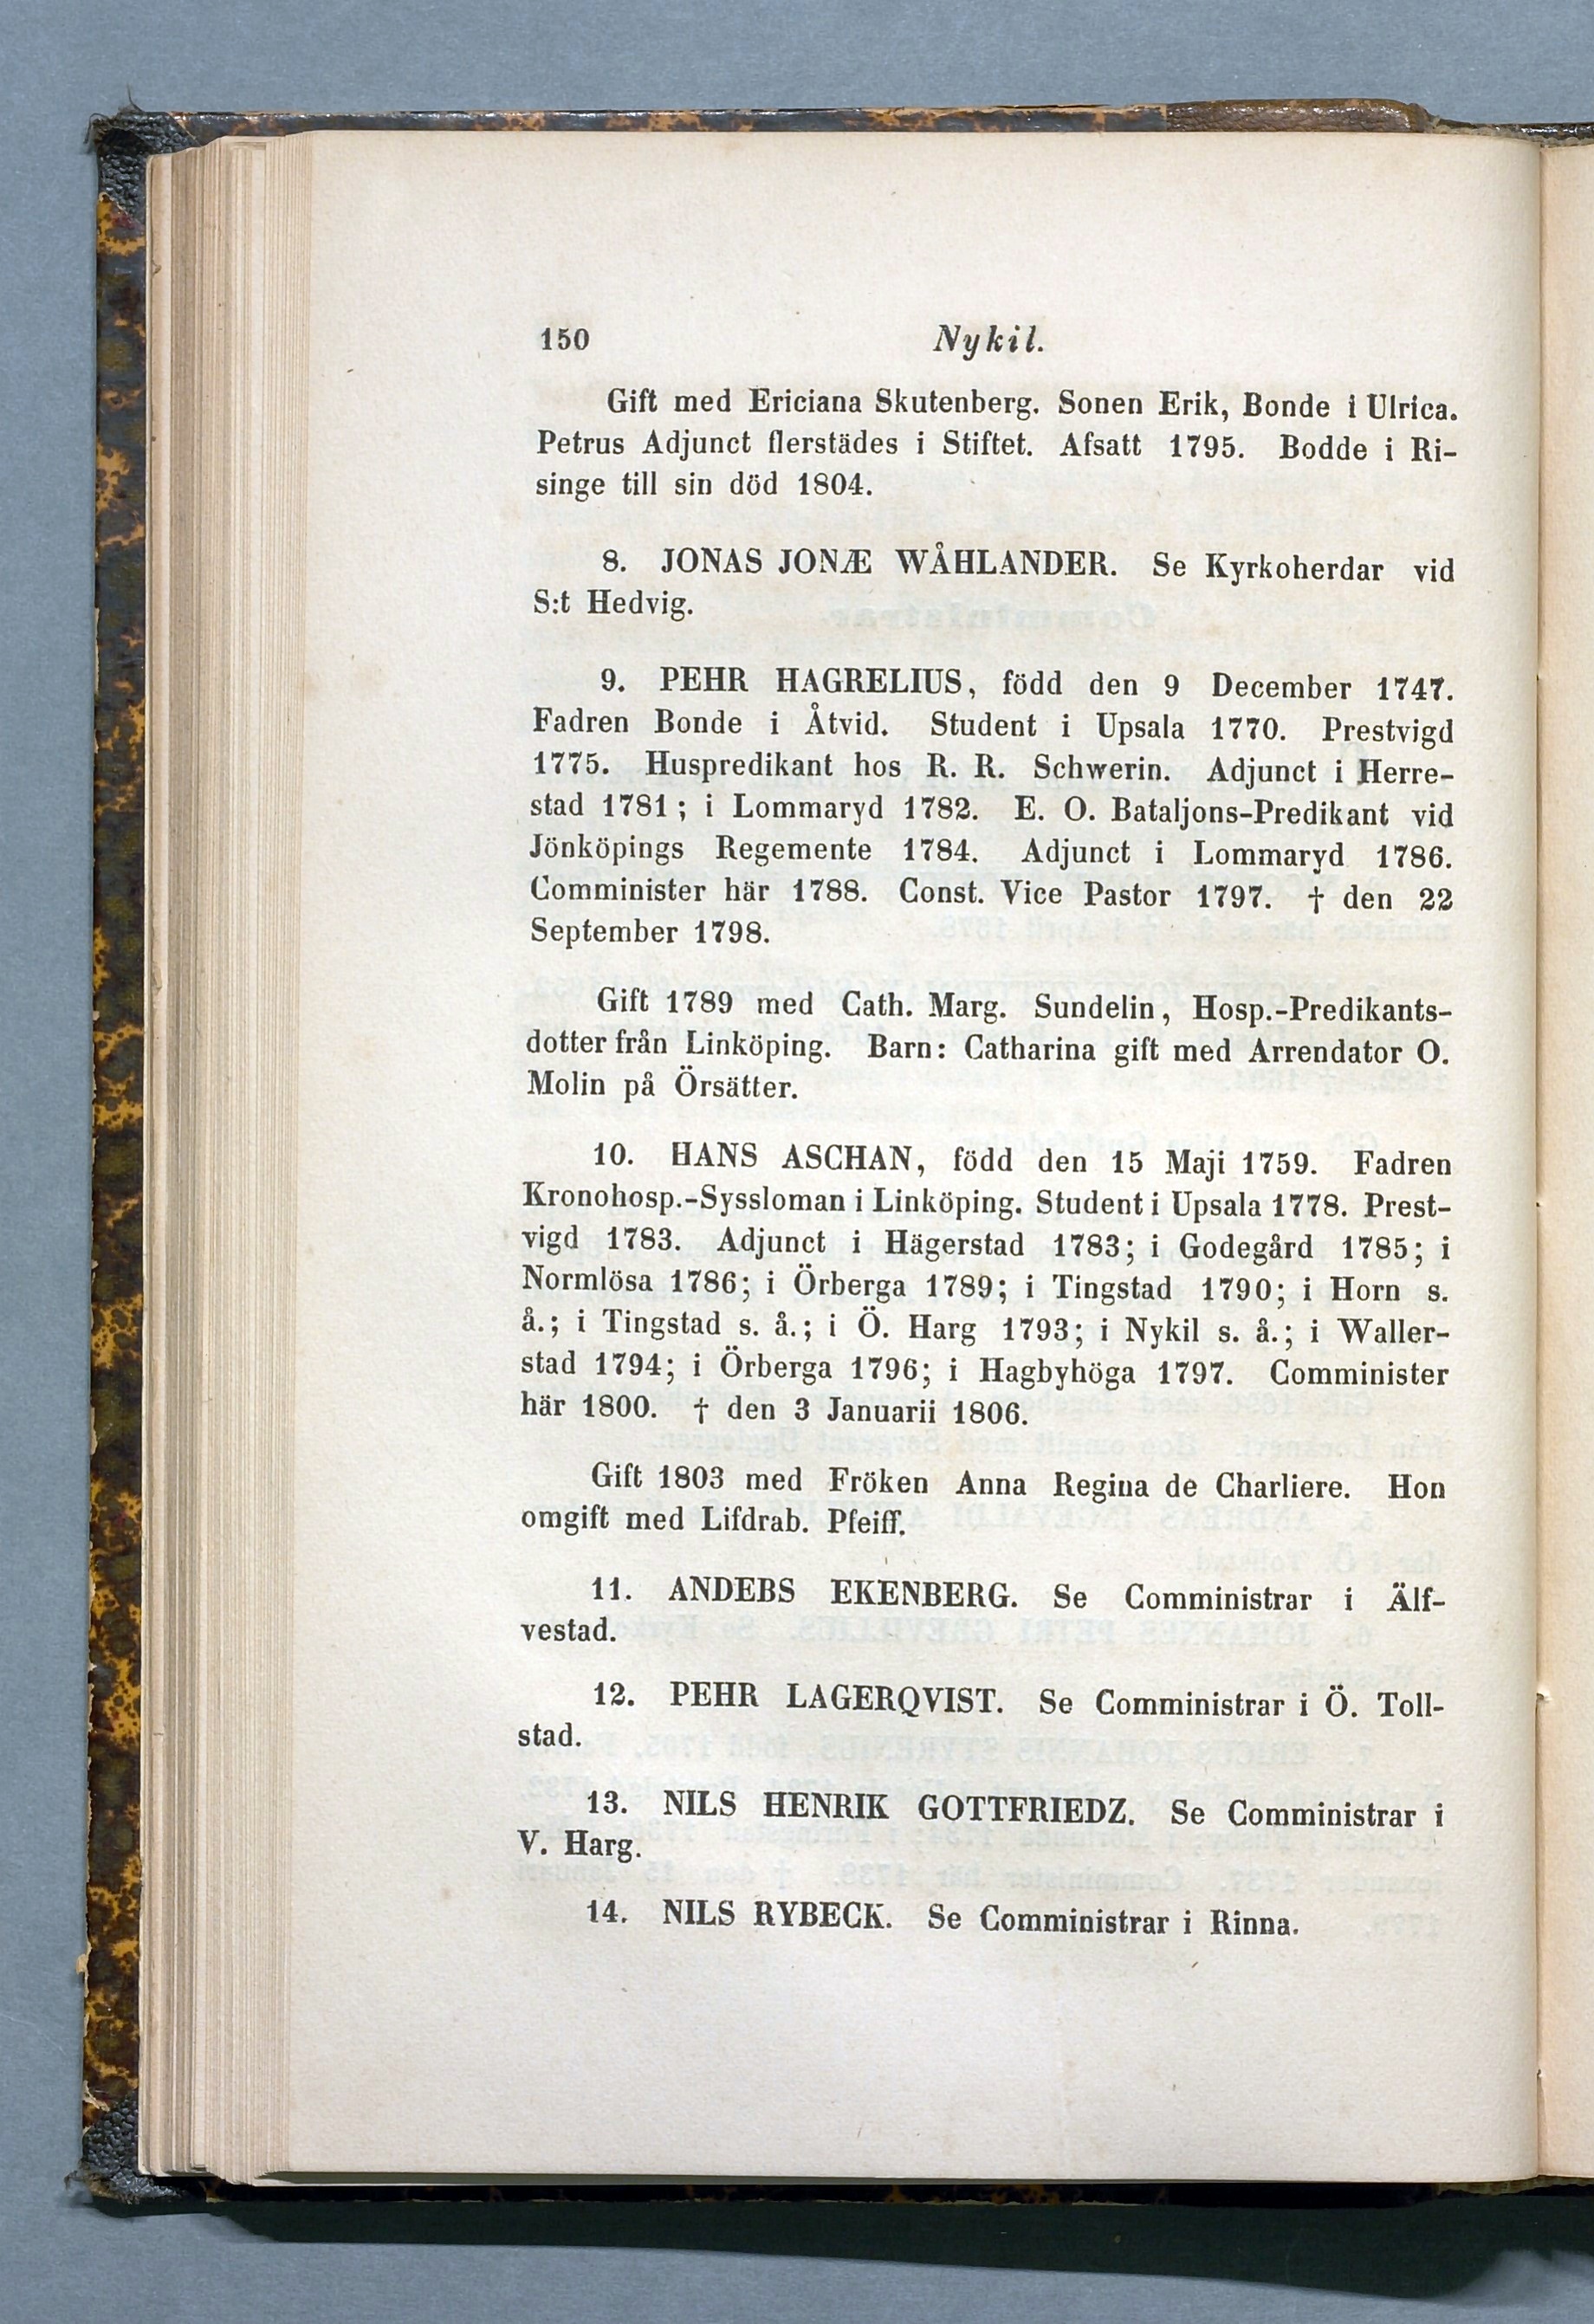 150 Nykil.
Gift med Ericiana Skutenberg. Sonen Erik, Bonde i Ulrica.
Petrus Adjunct flerstädes i Stiftet. Afsatt 1795. Bodde i Ri-
singe till sin död 1804.
8. JONAS JONÆ WÅHLANDER. Se Kyrkoherdar vid
S:t Hedvig.
9. PEHR HAGRELIUS, född den 9 December 1747.
Fadren Bonde i Åtvid. Student i Upsala 1770. Prestvigd
1775. Huspredikant hos R. R. Schwerin. Adjunct i Herre-
stad 1781; i Lommaryd 1782. E. O. Bataljons-Predikant vid
Jönköpings Regemente 1784. Adjunct i Lommaryd 1786.
Comminister här 1788. Const. Vice Pastor 1797. † den 22
September 1798.
Gift 1789 med Cath. Marg. Sundelin, Hosp.-Predikants-
dotter från Linköping. Barn: Catharina gift med Arrendator O.
Molin på Örsätter.
10. HANS ASCHAN, född den 15 Maji 1759. Fadren
Kronohosp.-Syssloman i Linköping. Student i Upsala 1778. Prest-
vigd 1783. Adjunct i Hägerstad 1783; i Godegård 1785; i
Normlösa 1786; i Örberga 1789; i Tingstad 1790; i Horn s.
å.; i Tingstad s. å.; i Ö. Harg 1793; i Nykil s. å.; i Waller-
stad 1794; i Örberga 1796; i Hagbyhöga 1797. Comminister
här 1800. † den 3 Januarii 1806.
Gift 1803 med Fröken Anna Regina de Charliere. Hon
omgift med Lifdrab. Pfeiff.
11. ANDEBS EKENBERG. Se Comministrar i Älf-
vestad.
12. PEHR LAGERQVIST. Se Comministrar i Ö. Toll-
stad.
13. NILS HENRIK GOTTFRIEDZ. Se Comministrar i
V. Harg.
14. NILS RYBECK. Se Comministrar i Rinna.